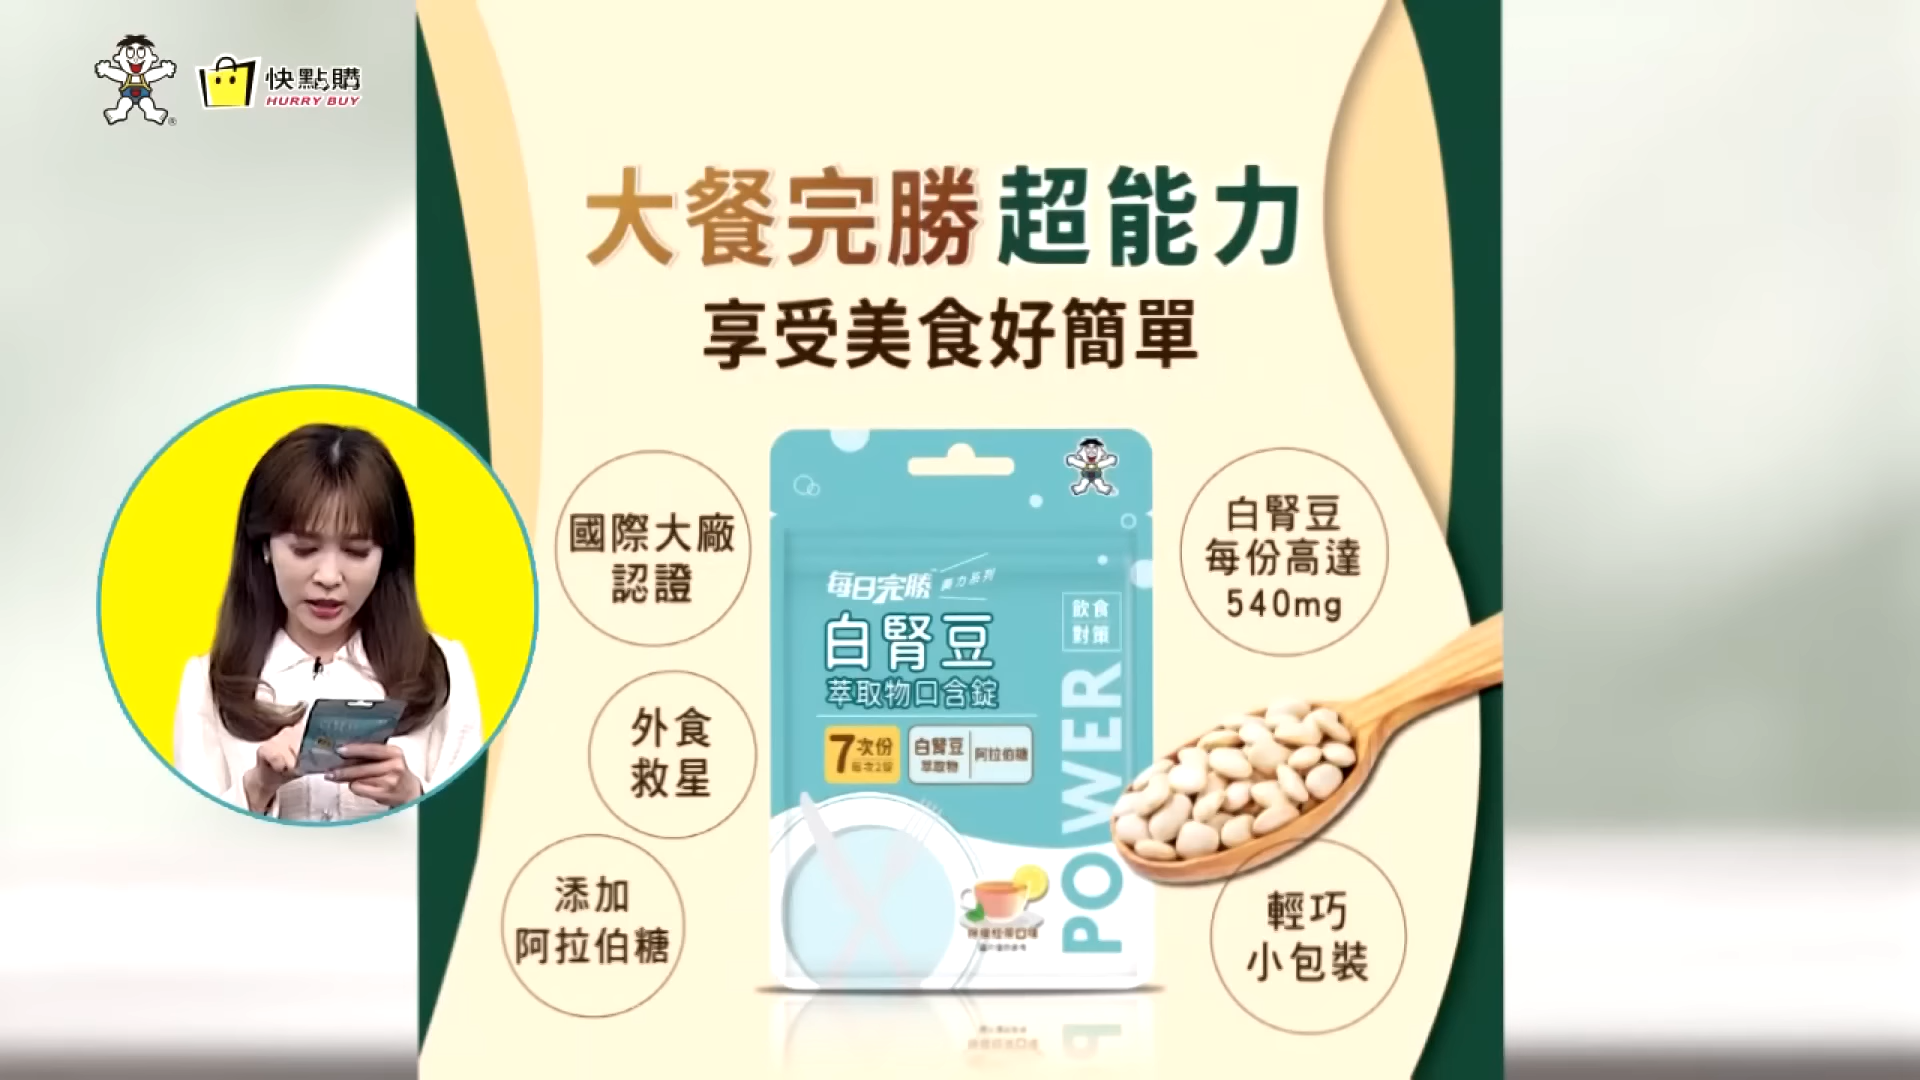 快點購
HURRY BUY
大餐完勝超能力
享受美食好簡單
國際大廠
認證
外食
救星
添加
阿拉伯糖
白腎豆
每份高達
540mg
輕巧
小包裝
每日完勝
白腎豆
萃取物口含錠
飲食
對策
7次份
每次2錠
白腎豆
萃取物
阿拉伯糖
POWER